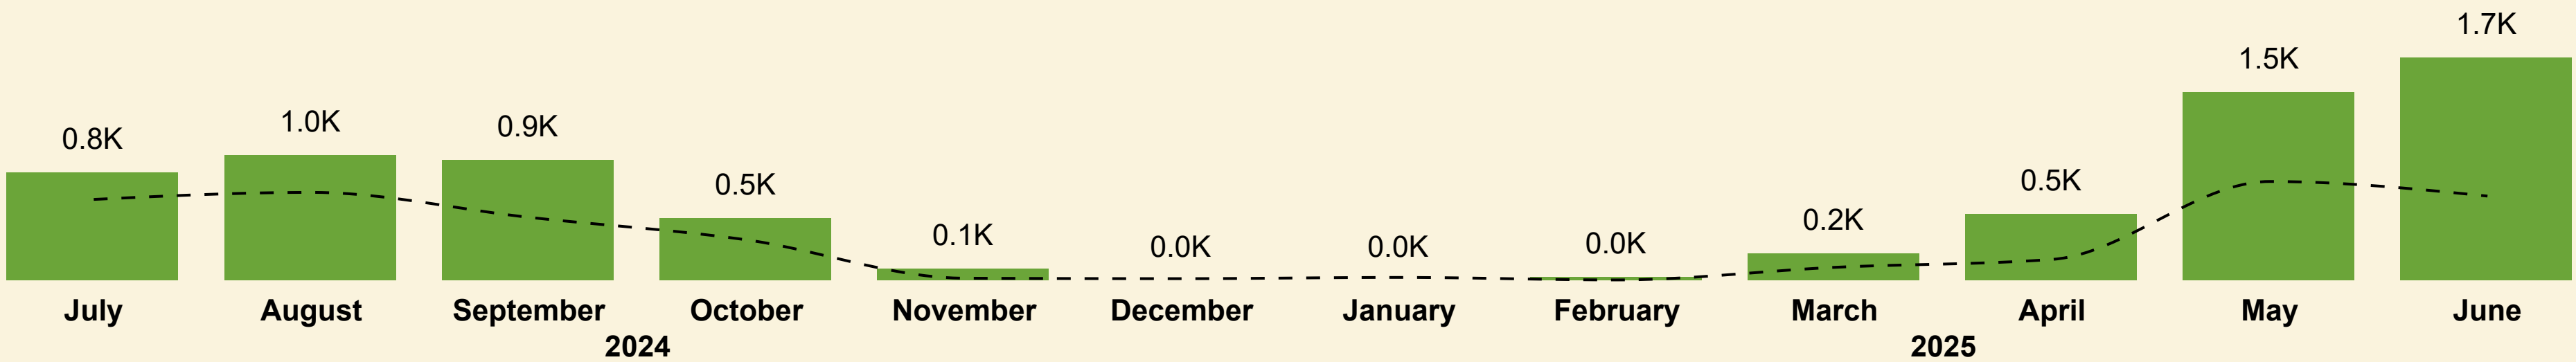 0.8K 1.0K 0.9K 0.5K 0.1K 0.0K 0.0K 0.0K 0.2K 0.5K 1.5K 1.7K
July August September October November December January February March April May June
2024 2025